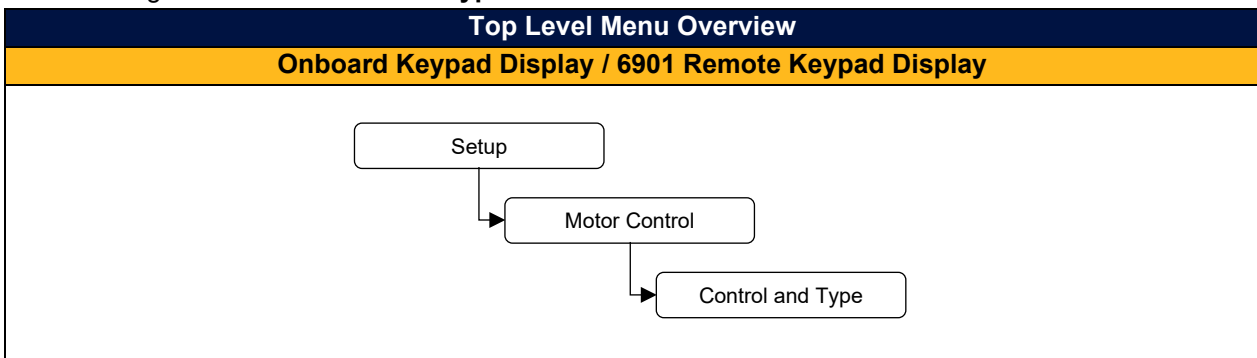 Top Level Menu Overview
Onboard Keypad Display / 6901 Remote Keypad Display
Setup
Motor Control
Control and Type